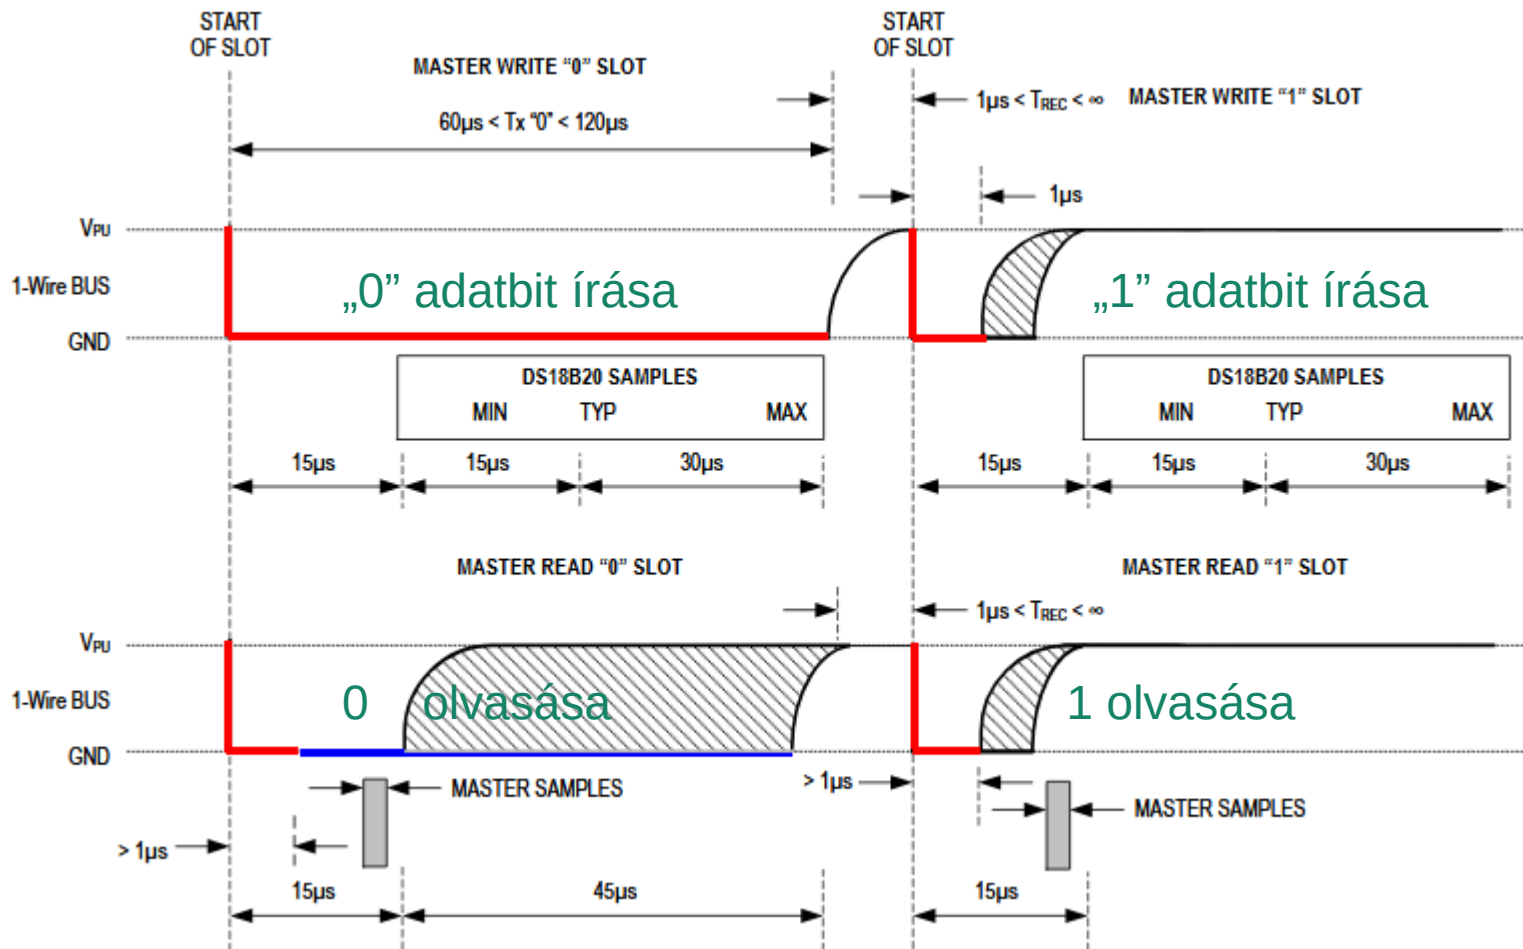 START
OF SLOT
START
OF SLOT
MASTER WRITE “0” SLOT
1µs < TREC < ∞
MASTER WRITE “1” SLOT
60µs < Tx “0” < 120µs
1µs
VPU
1-Wire BUS
„0” adatbit írása
„1” adatbit írása
GND
DS18B20 SAMPLES
MIN TYP MAX
DS18B20 SAMPLES
MIN TYP MAX
15µs 15µs 30µs
15µs 15µs 30µs
MASTER READ “0” SLOT
MASTER READ “1” SLOT
1µs < TREC < ∞
VPU
1-Wire BUS
0 olvasása
1 olvasása
GND
MASTER SAMPLES
> 1µs
MASTER SAMPLES
> 1µs
15µs 45µs
15µs